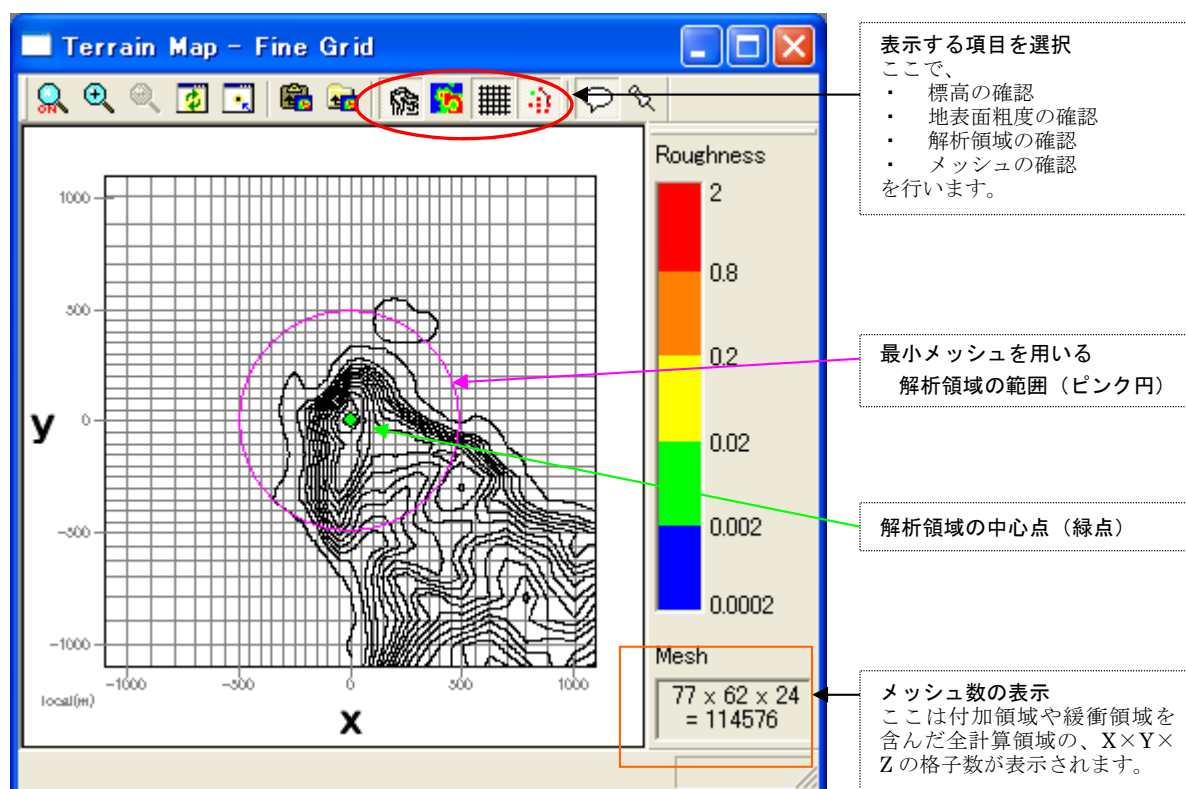 Terrain Map - Fine Grid
ON
Roughness
2
0.8
0.2
0.02
0.002
0.0002
Mesh
77 x 62 x 24
= 114576
1000
500
y
0
-500
-1000
-1000
-500
0
500
1000
local(m)
x
表示する項目を選択
ここで、
・ 標高の確認
・ 地表面粗度の確認
・ 解析領域の確認
・ メッシュの確認
を行います。
最小メッシュを用いる
解析領域の範囲（ピンク円）
解析領域の中心点（緑点）
メッシュ数の表示
ここは付加領域や緩衝領域を
含んだ全計算領域の、X×Y×
Z の格子数が表示されます。